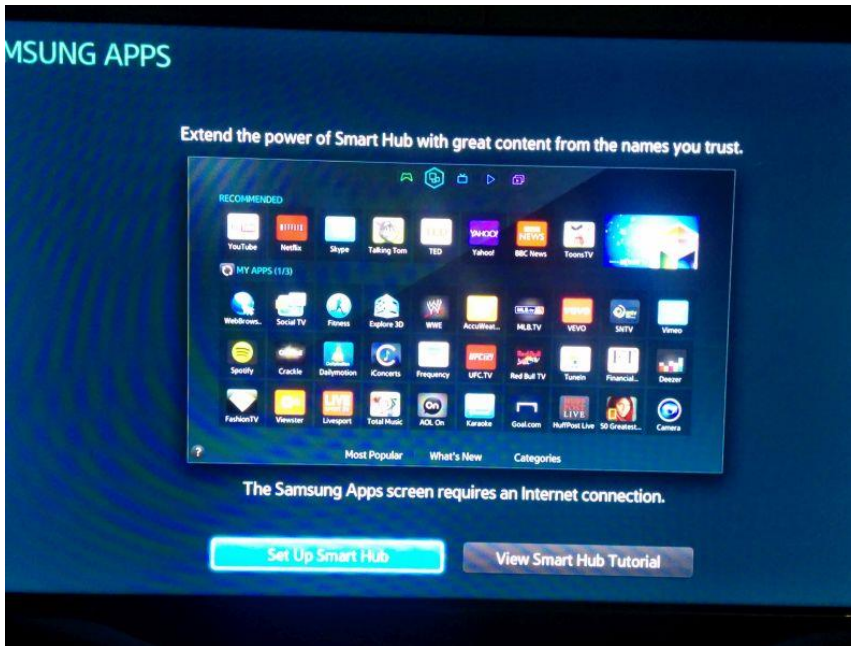 MSUNG APPS
Extend the power of Smart Hub with great content from the names you trust.
RECOMMENDED
YouTube Netflix Skype Talking Tom TED Yahoo! BBC News ToonsTV
MY APPS (1/3)
WebBrows.. Social TV Fitness Explore 3D WWE AccuWeat... MLB.TV VEVO SNTV Vimeo
Spotify Crackle Dailymotion iConcerts Frequency UFC.TV Red Bull TV TuneIn Financial... Deezer
FashionTV Viewster Livesport Total Music AOL On Karaoke Goal.com HuffPost Live 50 Greatest... Camera
? Most Popular What's New Categories
The Samsung Apps screen requires an Internet connection.
Set Up Smart Hub View Smart Hub Tutorial